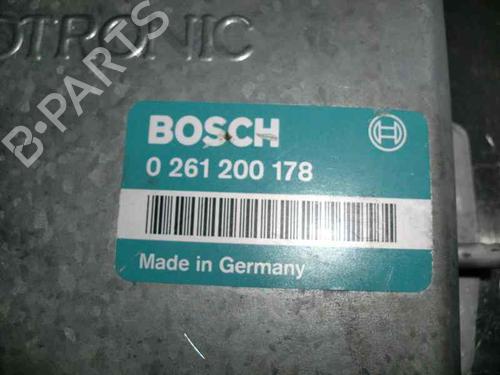 OTRONIC
B-PARTS
BOSCH
0 261 200 178
Made in Germany